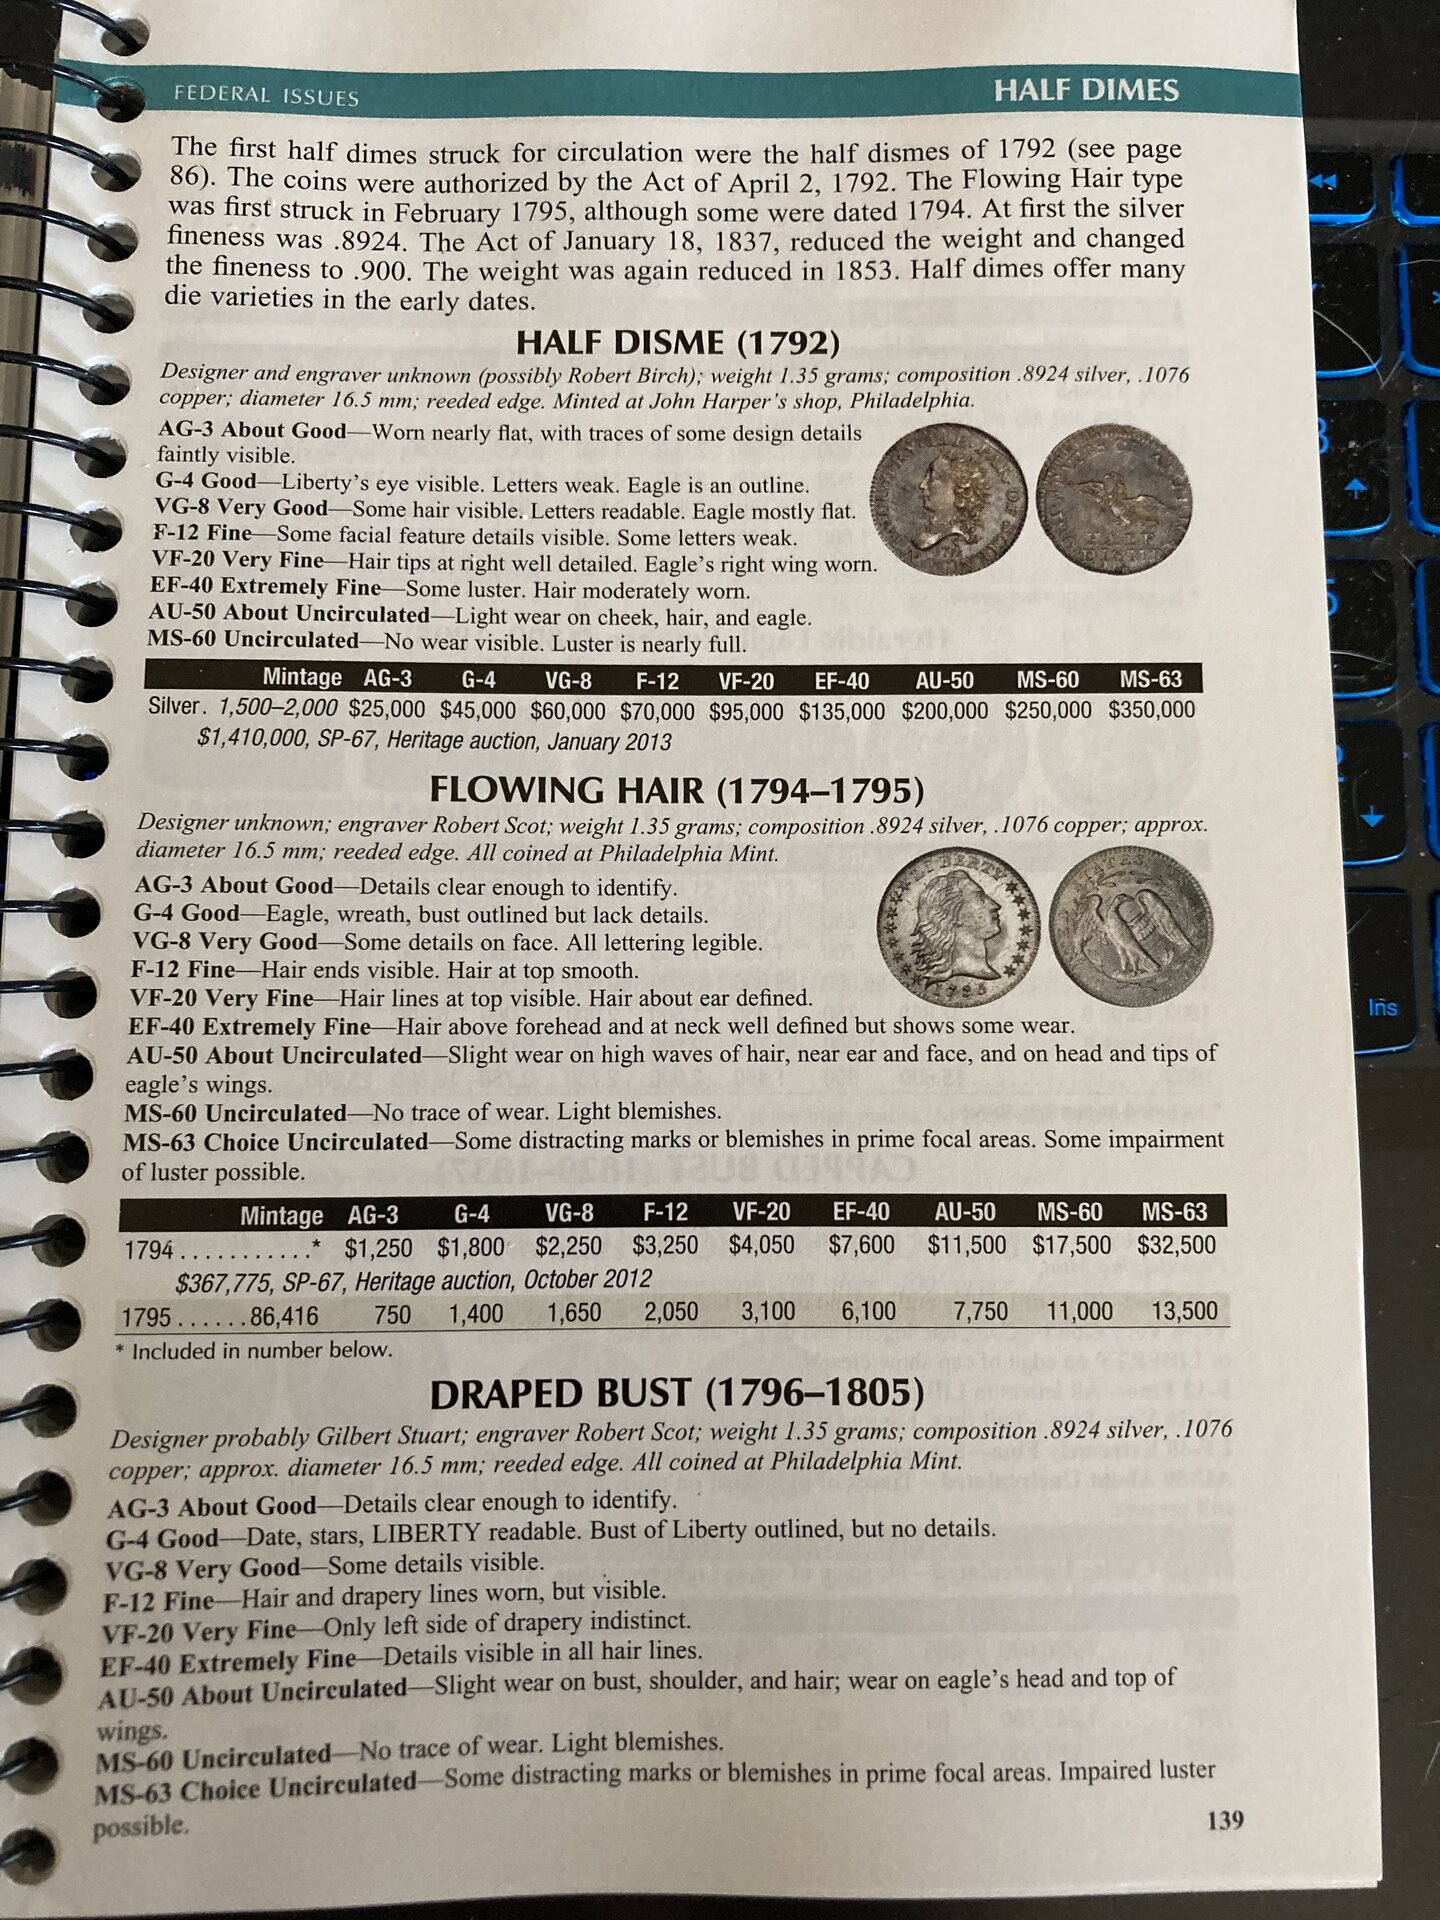 FEDERAL ISSUES
HALF DIMES
The first half dimes struck for circulation were the half dismes of 1792 (see page
86). The coins were authorized by the Act of April 2, 1792. The Flowing Hair type
was first struck in February 1795, although some were dated 1794. At first the silver
fineness was .8924. The Act of January 18, 1837, reduced the weight and changed
the fineness to .900. The weight was again reduced in 1853. Half dimes offer many
die varieties in the early dates.
HALF DISME (1792)
Designer and engraver unknown (possibly Robert Birch); weight 1.35 grams; composition .8924 silver, .1076
copper; diameter 16.5 mm; reeded edge. Minted at John Harper's shop, Philadelphia.
AG-3 About Good—Worn nearly flat, with traces of some design details
faintly visible.
G-4 Good—Liberty's eye visible. Letters weak. Eagle is an outline.
VG-8 Very Good—Some hair visible. Letters readable. Eagle mostly flat.
F-12 Fine—Some facial feature details visible. Some letters weak.
VF-20 Very Fine—Hair tips at right well detailed. Eagle's right wing worn.
EF-40 Extremely Fine—Some luster. Hair moderately worn.
AU-50 About Uncirculated—Light wear on cheek, hair, and eagle.
MS-60 Uncirculated—No wear visible. Luster is nearly full.
Mintage AG-3 G-4 VG-8 F-12 VF-20 EF-40 AU-50 MS-60 MS-63
Silver. 1,500–2,000 $25,000 $45,000 $60,000 $70,000 $95,000 $135,000 $200,000 $250,000 $350,000
$1,410,000, SP-67, Heritage auction, January 2013
FLOWING HAIR (1794–1795)
Designer unknown; engraver Robert Scot; weight 1.35 grams; composition .8924 silver, .1076 copper; approx.
diameter 16.5 mm; reeded edge. All coined at Philadelphia Mint.
AG-3 About Good—Details clear enough to identify.
G-4 Good—Eagle, wreath, bust outlined but lack details.
VG-8 Very Good—Some details on face. All lettering legible.
F-12 Fine—Hair ends visible. Hair at top smooth.
VF-20 Very Fine—Hair lines at top visible. Hair about ear defined.
EF-40 Extremely Fine—Hair above forehead and at neck well defined but shows some wear.
AU-50 About Uncirculated—Slight wear on high waves of hair, near ear and face, and on head and tips of
eagle's wings.
MS-60 Uncirculated—No trace of wear. Light blemishes.
MS-63 Choice Uncirculated—Some distracting marks or blemishes in prime focal areas. Some impairment
of luster possible.
LIBERTY
1795
Mintage AG-3 G-4 VG-8 F-12 VF-20 EF-40 AU-50 MS-60 MS-63
1794 . . . . . . . . . . .* $1,250 $1,800 $2,250 $3,250 $4,050 $7,600 $11,500 $17,500 $32,500
$367,775, SP-67, Heritage auction, October 2012
1795 . . . . . . 86,416 750 1,400 1,650 2,050 3,100 6,100 7,750 11,000 13,500
* Included in number below.
DRAPED BUST (1796–1805)
Designer probably Gilbert Stuart; engraver Robert Scot; weight 1.35 grams; composition .8924 silver, .1076
copper; approx. diameter 16.5 mm; reeded edge. All coined at Philadelphia Mint.
AG-3 About Good—Details clear enough to identify.
G-4 Good—Date, stars, LIBERTY readable. Bust of Liberty outlined, but no details.
VG-8 Very Good—Some details visible.
F-12 Fine—Hair and drapery lines worn, but visible.
VF-20 Very Fine—Only left side of drapery indistinct.
EF-40 Extremely Fine—Details visible in all hair lines.
AU-50 About Uncirculated—Slight wear on bust, shoulder, and hair; wear on eagle's head and top of
wings.
MS-60 Uncirculated—No trace of wear. Light blemishes.
MS-63 Choice Uncirculated—Some distracting marks or blemishes in prime focal areas. Impaired luster
possible.
139
Ins